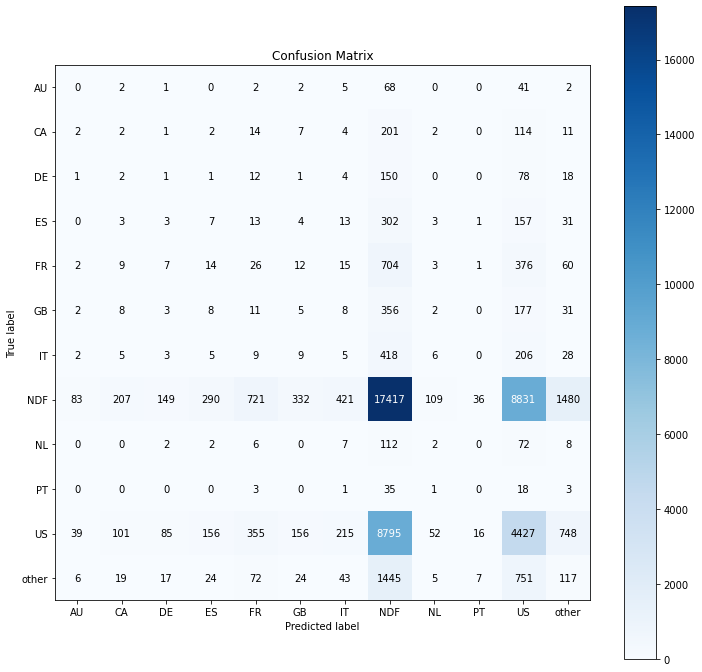 Confusion Matrix
AU 0 2 1 0 2 2 5 68 0 0 41 2
CA 2 2 1 2 14 7 4 201 2 0 114 11
DE 1 2 1 1 12 1 4 150 0 0 78 18
ES 0 3 3 7 13 4 13 302 3 1 157 31
FR 2 9 7 14 26 12 15 704 3 1 376 60
GB 2 8 3 8 11 5 8 356 2 0 177 31
IT 2 5 3 5 9 9 5 418 6 0 206 28
NDF 83 207 149 290 721 332 421 17417 109 36 8831 1480
NL 0 0 2 2 6 0 7 112 2 0 72 8
PT 0 0 0 0 3 0 1 35 1 0 18 3
US 39 101 85 156 355 156 215 8795 52 16 4427 748
other 6 19 17 24 72 24 43 1445 5 7 751 117
AU CA DE ES FR GB IT NDF NL PT US other
Predicted label
True label
16000
14000
12000
10000
8000
6000
4000
2000
0